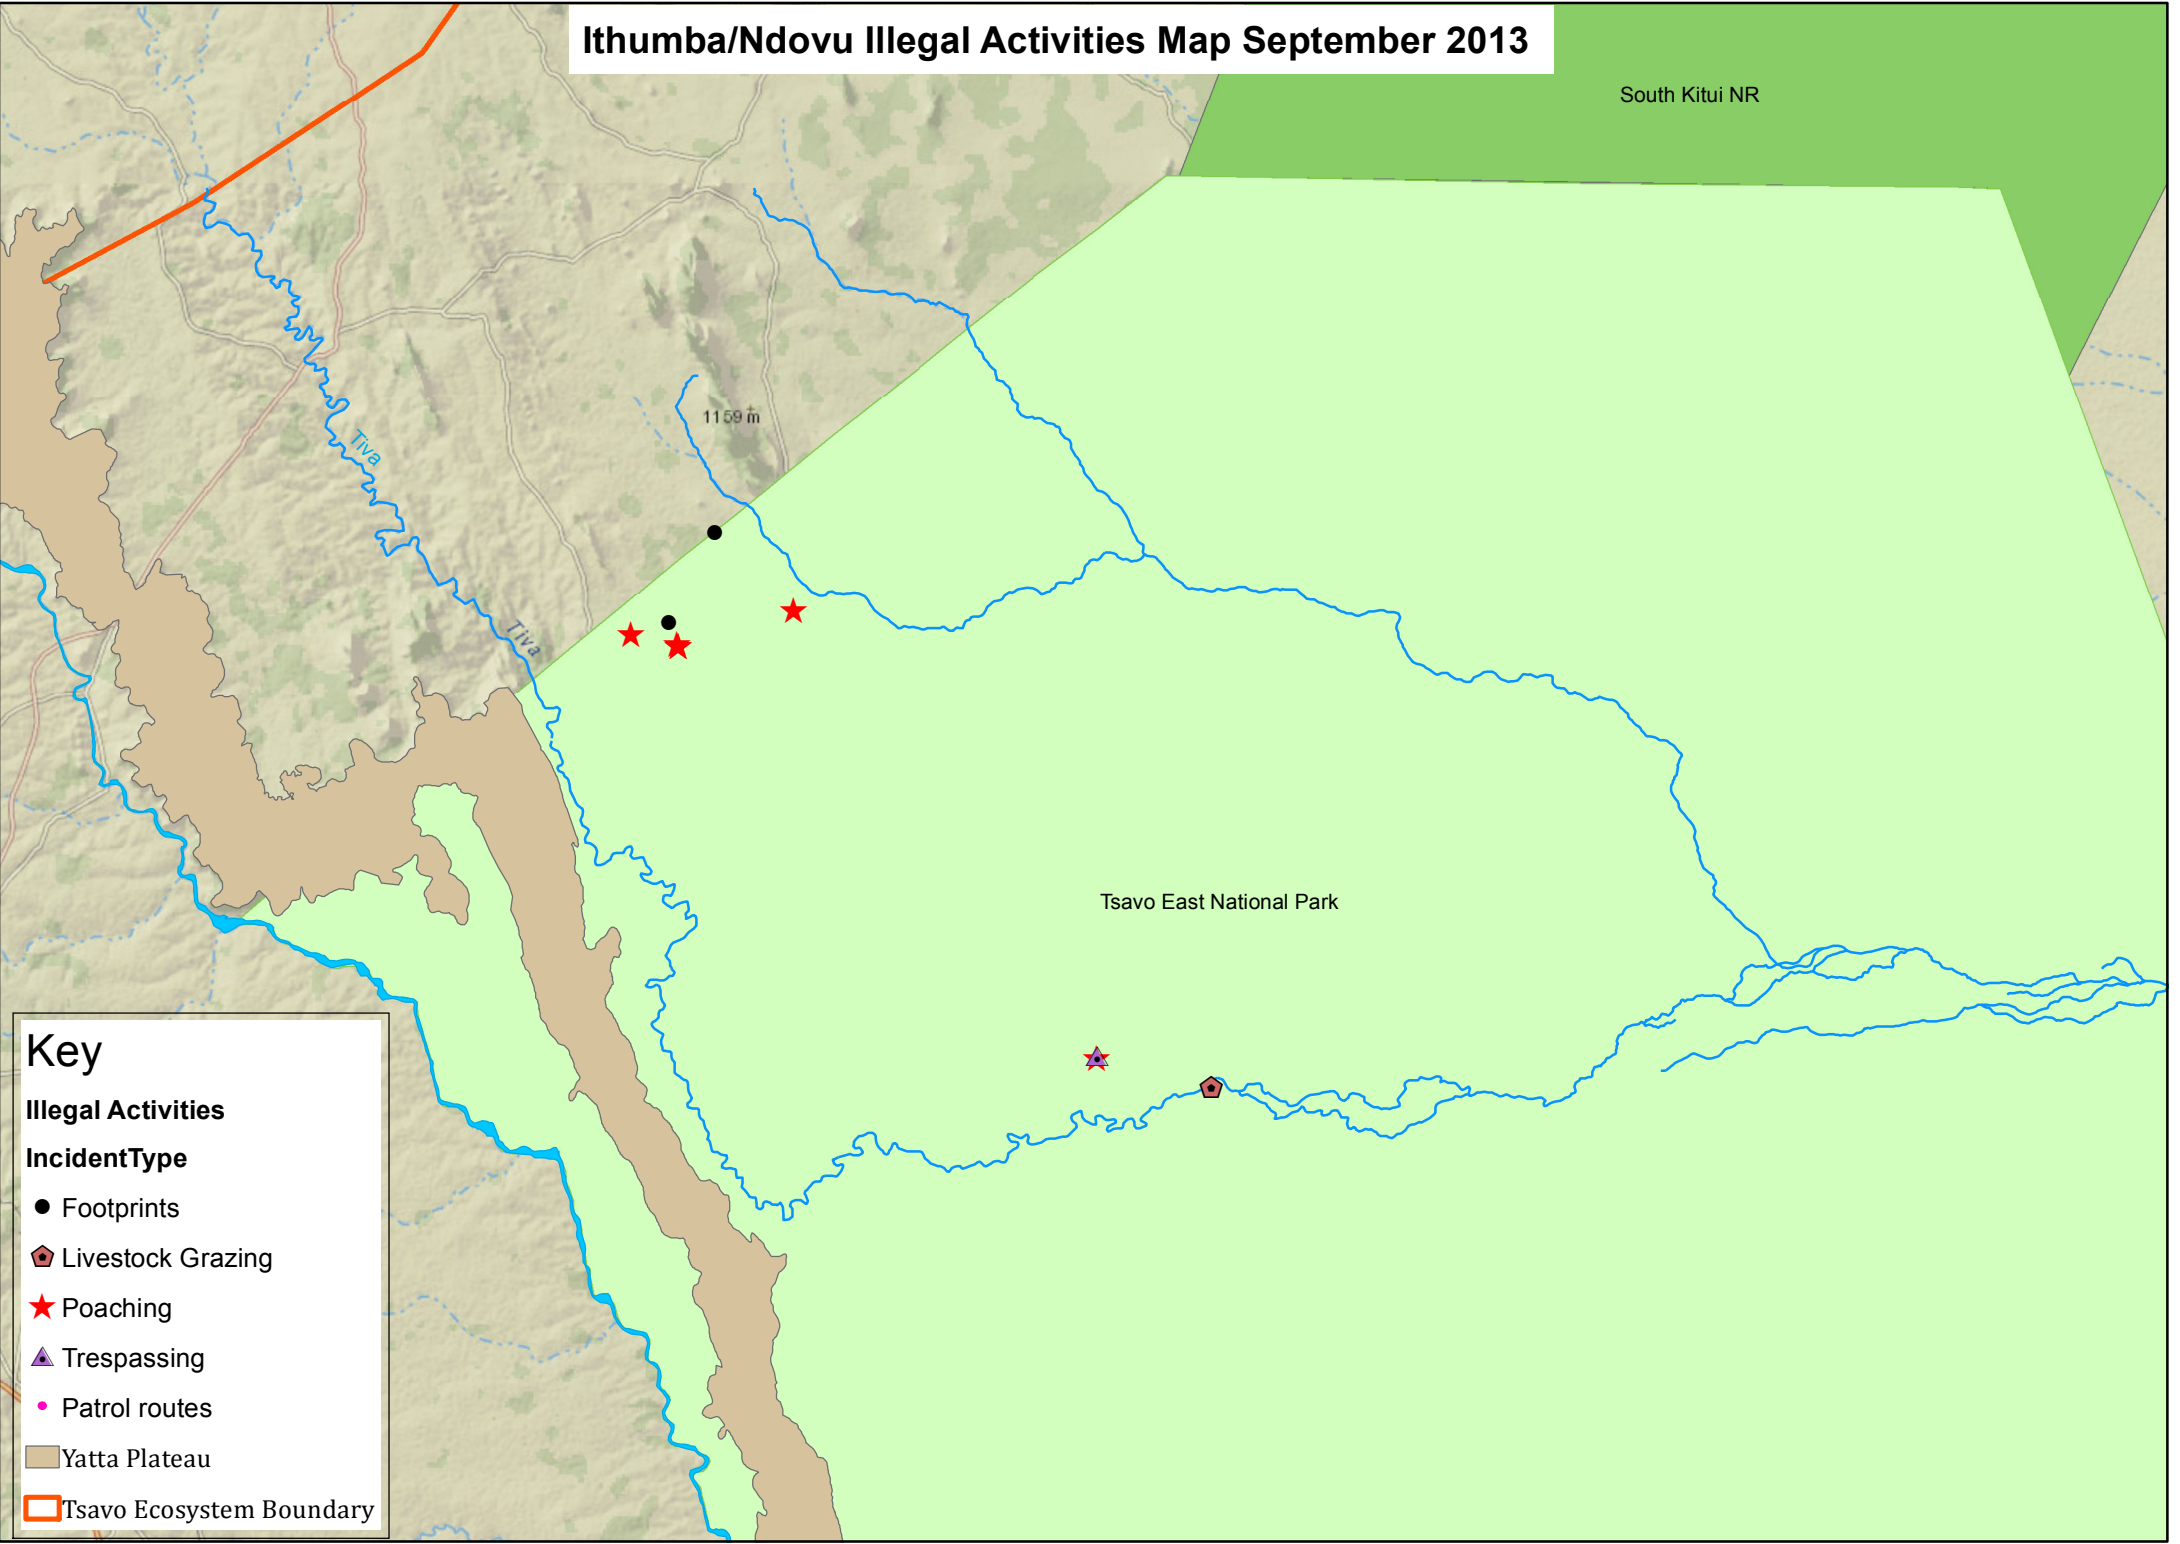 Ithumba/Ndovu Illegal Activities Map September 2013
South Kitui NR
1159 m
Tiva
Tiva
Tsavo East National Park
Key
Illegal Activities
IncidentType
Footprints
Livestock Grazing
Poaching
Trespassing
Patrol routes
Yatta Plateau
Tsavo Ecosystem Boundary